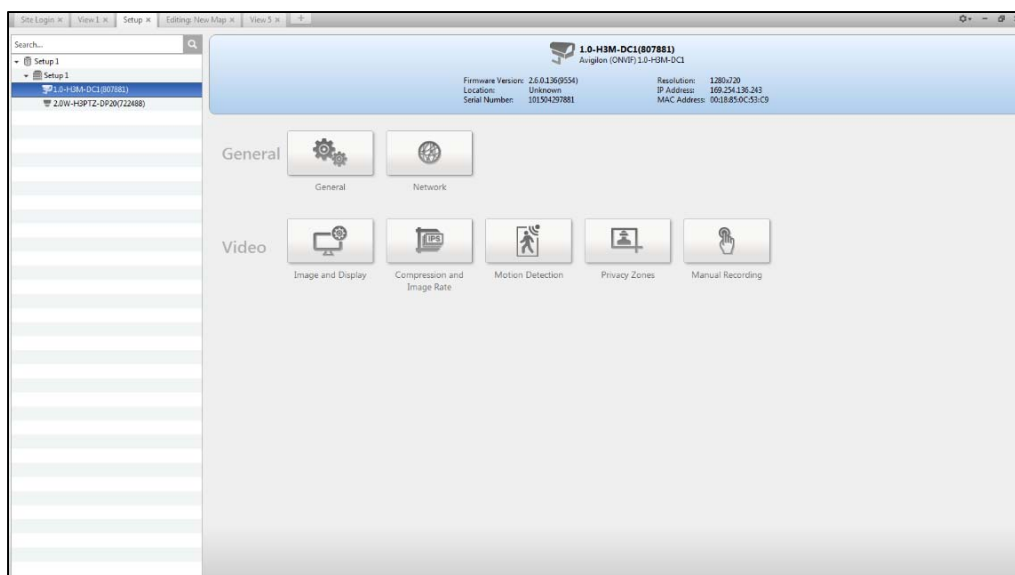 Site Login × View 1 × Setup × Editing: New Map × View 5 × +
Search...
Setup 1
Setup 1
1.0-H3M-DC1(807881)
2.0W-H3PTZ-DP20(722488)
1.0-H3M-DC1(807881)
Avigilon (ONVIF) 1.0-H3M-DC1
Firmware Version: 2.6.0.136(9554) Resolution: 1280x720
Location: Unknown IP Address: 169.254.136.243
Serial Number: 101504297881 MAC Address: 00:18:85:0C:53:C9
General
General Network
Video
IPS
Image and Display Compression and Image Rate Motion Detection Privacy Zones Manual Recording